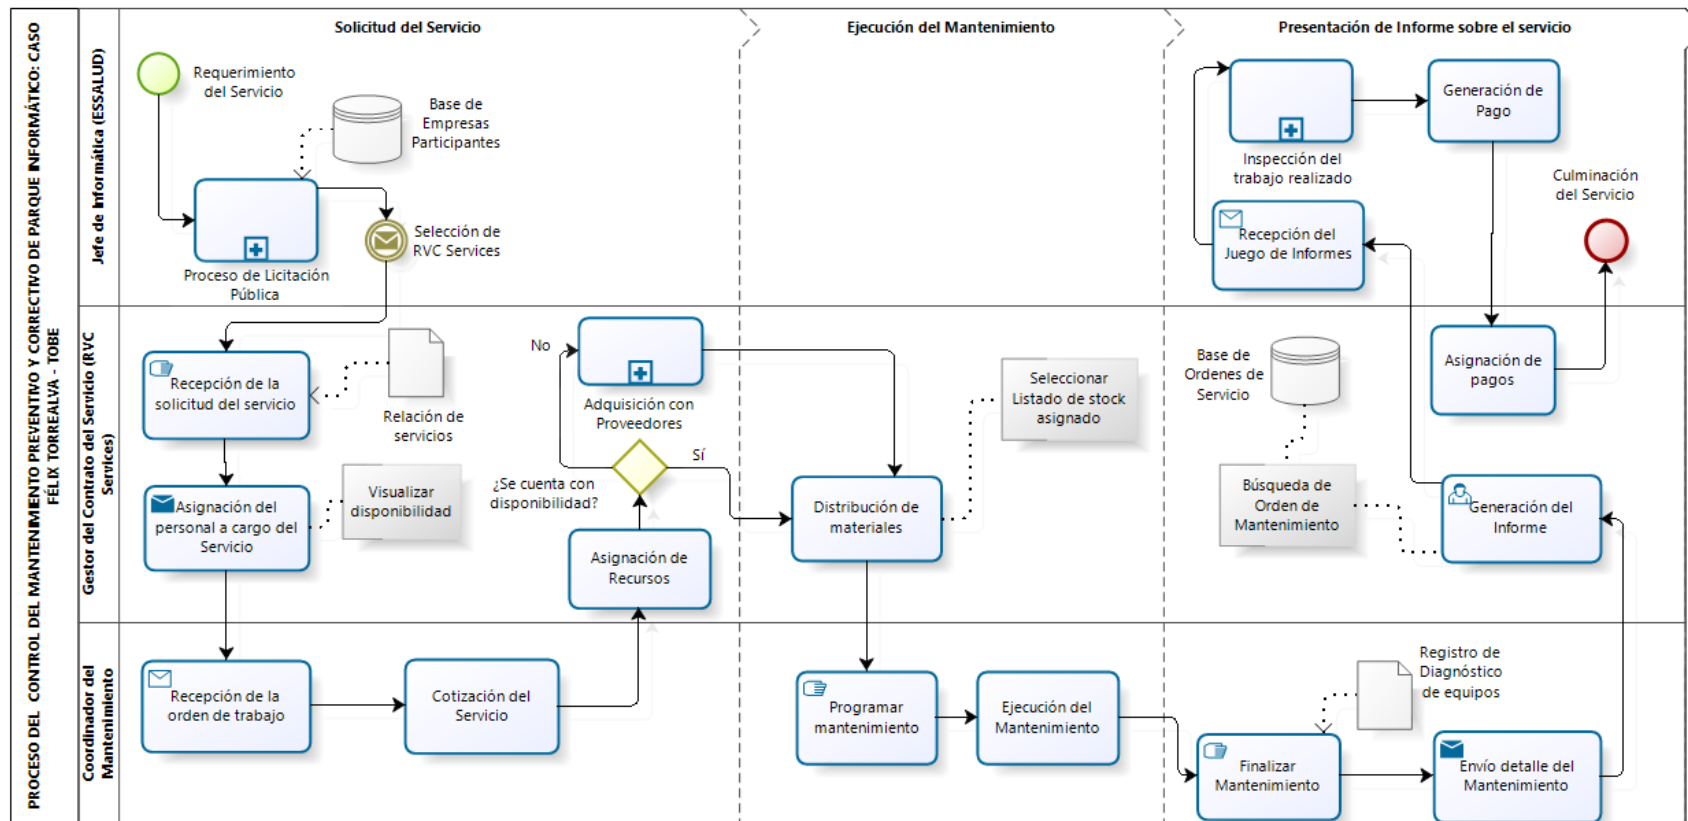 PROCESO DEL CONTROL DEL MANTENIMIENTO PREVENTIVO Y CORRECTIVO DE PARQUE INFORMÁTICO: CASO
FÉLIX TORREALVA - TOBE
Solicitud del Servicio
Ejecución del Mantenimiento
Presentación de Informe sobre el servicio
Jefe de Informática (ESSALUD)
Requerimiento
del Servicio
Base de
Empresas
Participantes
Proceso de Licitación
Pública
Selección de
RVC Services
Inspección del
trabajo realizado
Generación de
Pago
Recepción del
Juego de Informes
Culminación
del Servicio
Gestor del Contrato del Servicio (RVC
Services)
Recepción de la
solicitud del servicio
Relación de
servicios
Asignación del
personal a cargo del
Servicio
Visualizar
disponibilidad
No
Adquisición con
Proveedores
Sí
¿Se cuenta con
disponibilidad?
Asignación de
Recursos
Seleccionar
Listado de stock
asignado
Distribución de
materiales
Base de
Ordenes de
Servicio
Búsqueda de
Orden de
Mantenimiento
Asignación de
pagos
Generación del
Informe
Coordinador del
Mantenimiento
Recepción de la
orden de trabajo
Cotización del
Servicio
Programar
mantenimiento
Ejecución del
Mantenimiento
Registro de
Diagnóstico
de equipos
Finalizar
Mantenimiento
Envío detalle del
Mantenimiento